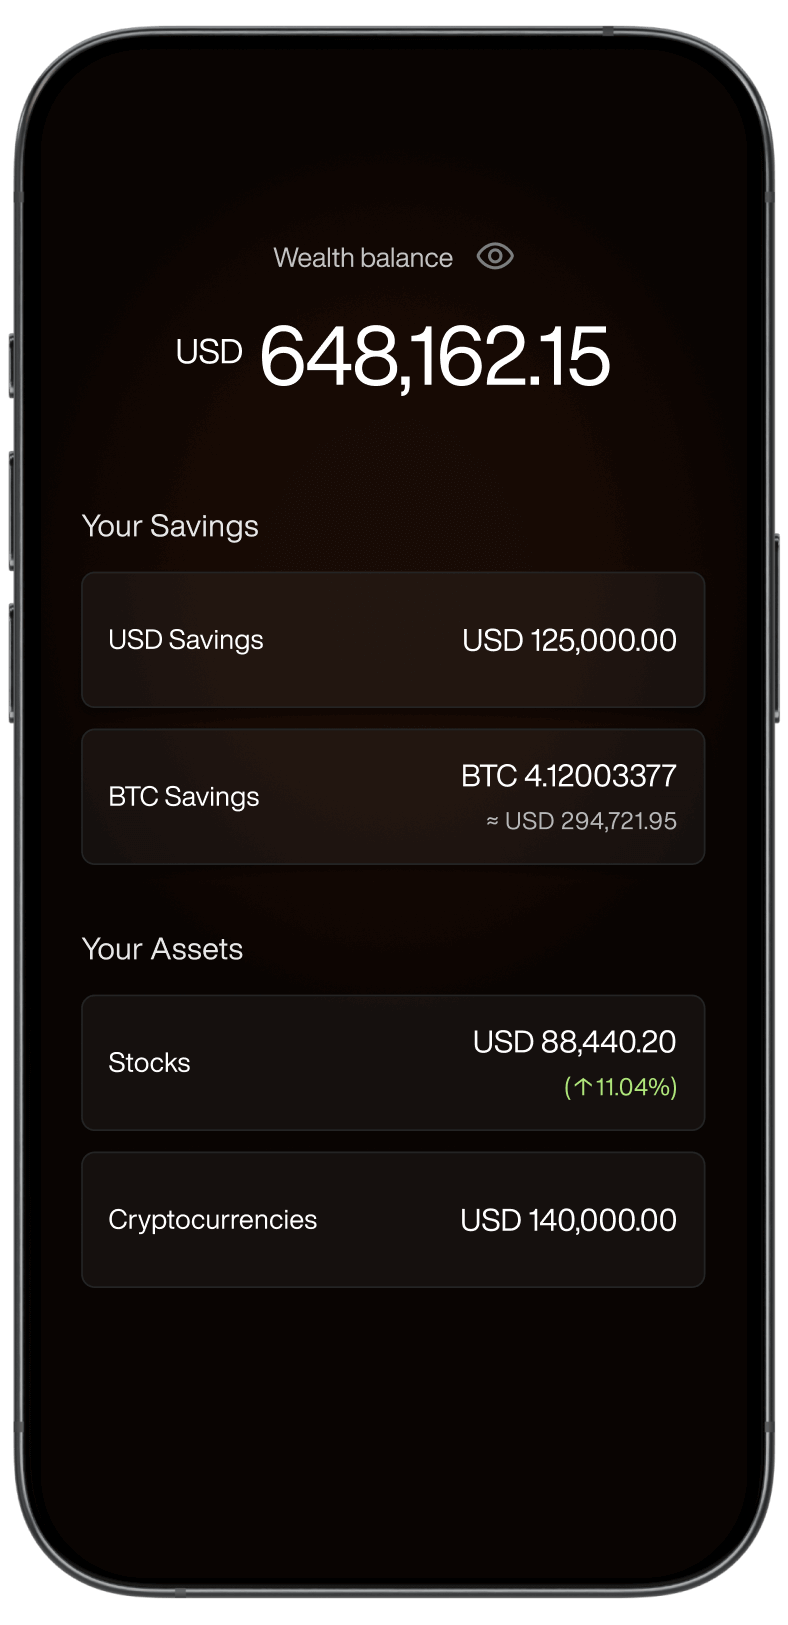 Wealth balance
USD 648,162.15
Your Savings
USD Savings
USD 125,000.00
BTC Savings
BTC 4.12003377
≈ USD 294,721.95
Your Assets
Stocks
USD 88,440.20
(↑11.04%)
Cryptocurrencies
USD 140,000.00